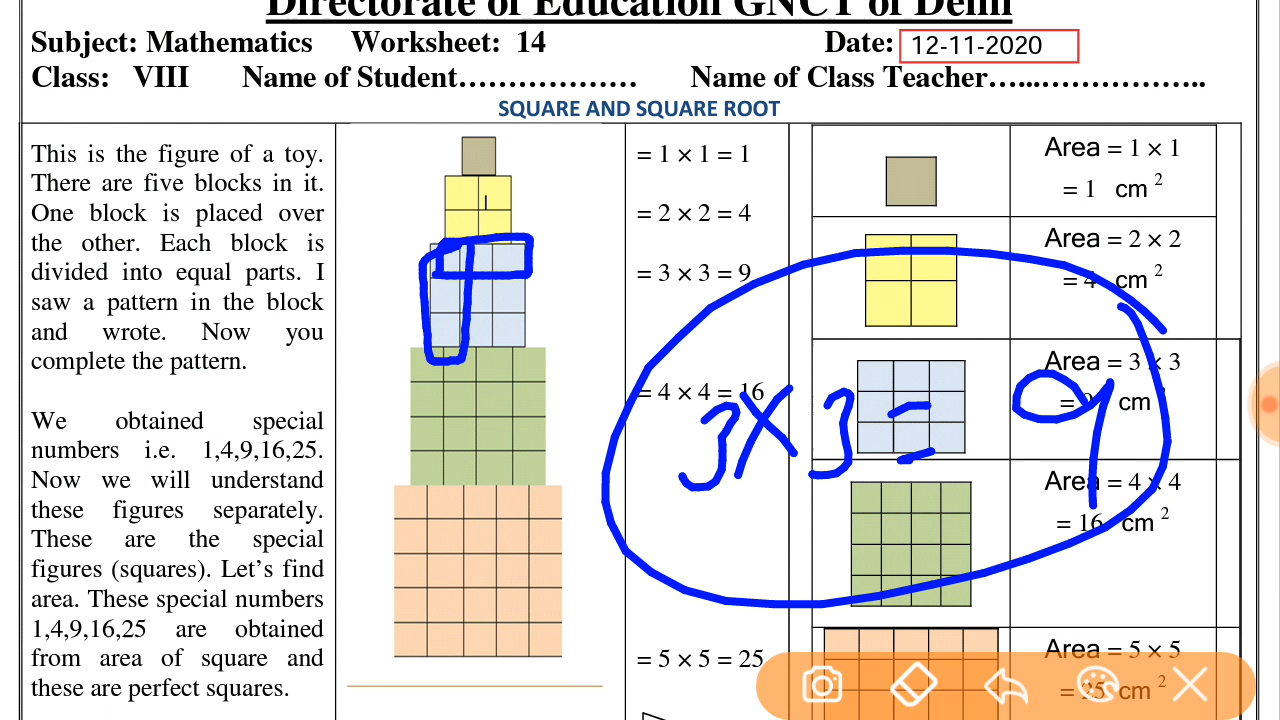 Directorate of Education GNCT of Delhi
Subject: Mathematics Worksheet: 14 Date: 12-11-2020
Class: VIII Name of Student……………… Name of Class Teacher…...……………..
SQUARE AND SQUARE ROOT
This is the figure of a toy.
There are five blocks in it.
One block is placed over
the other. Each block is
divided into equal parts. I
saw a pattern in the block
and wrote. Now you
complete the pattern.
We obtained special
numbers i.e. 1,4,9,16,25.
Now we will understand
these figures separately.
These are the special
figures (squares). Let's find
area. These special numbers
1,4,9,16,25 are obtained
from area of square and
these are perfect squares.
= 1 × 1 = 1
= 2 × 2 = 4
= 3 × 3 = 9
= 4 × 4 = 16
= 5 × 5 = 25
3×3=9
Area = 1 × 1
= 1 cm 2
Area = 2 × 2
= 4 cm 2
Area = 3 × 3
= 9 cm 2
Area = 4 × 4
= 16 cm 2
Area = 5 × 5
= 25 cm 2